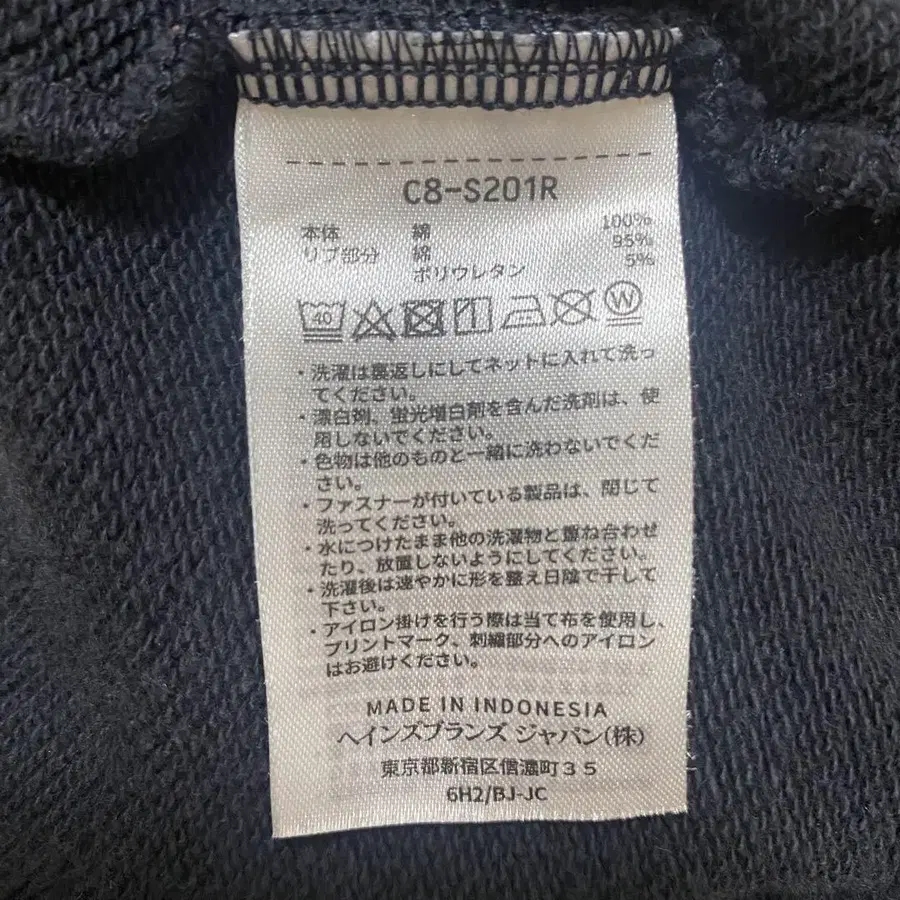 C8-S201R
本体 綿 100%
リブ部分 綿 95%
ポリウレタン 5%
40 W
・洗濯は裏返しにしてネットに入れて洗っ
てください。
・漂白剤、蛍光増白剤を含んだ洗剤は、使
用しないでください。
・色物は他のものと一緒に洗わないでくだ
さい。
・ファスナーが付いている製品は、閉じて
洗ってください。
・水につけたまま他の洗濯物と重ね合わせ
たり、放置しないようにしてください。
・洗濯後は速やかに形を整え日陰で干して
下さい。
・アイロン掛けを行う際は当て布を使用し、
プリントマーク、刺繍部分へのアイロン
はお避けください。
MADE IN INDONESIA
ヘインズブランズ ジャパン(株)
東京都新宿区信濃町35
6H2/BJ-JC